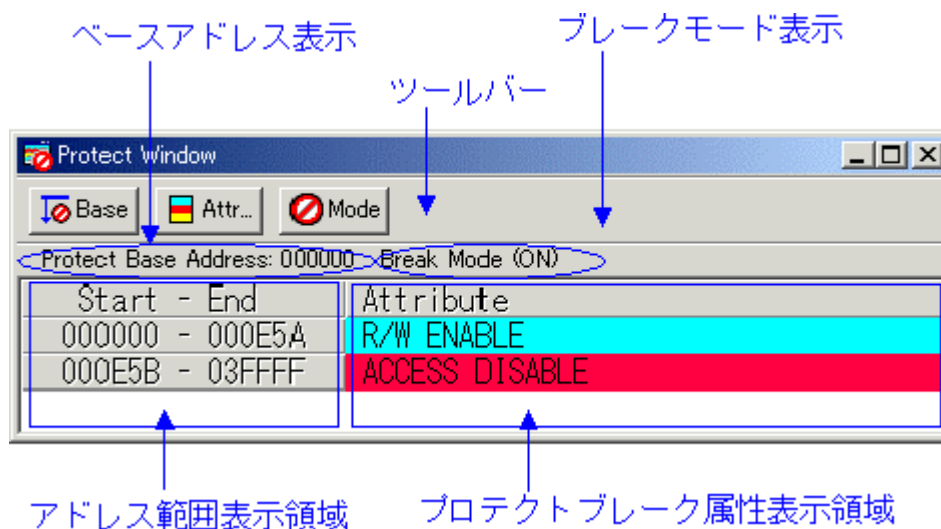 ベースアドレス表示
ブレークモード表示
ツールバー
Protect Window
Base
Attr...
Mode
Protect Base Address: 000000 Break Mode (ON)
Start - End Attribute
000000 - 000E5A R/W ENABLE
000E5B - 03FFFF ACCESS DISABLE
アドレス範囲表示領域
プロテクトブレーク属性表示領域